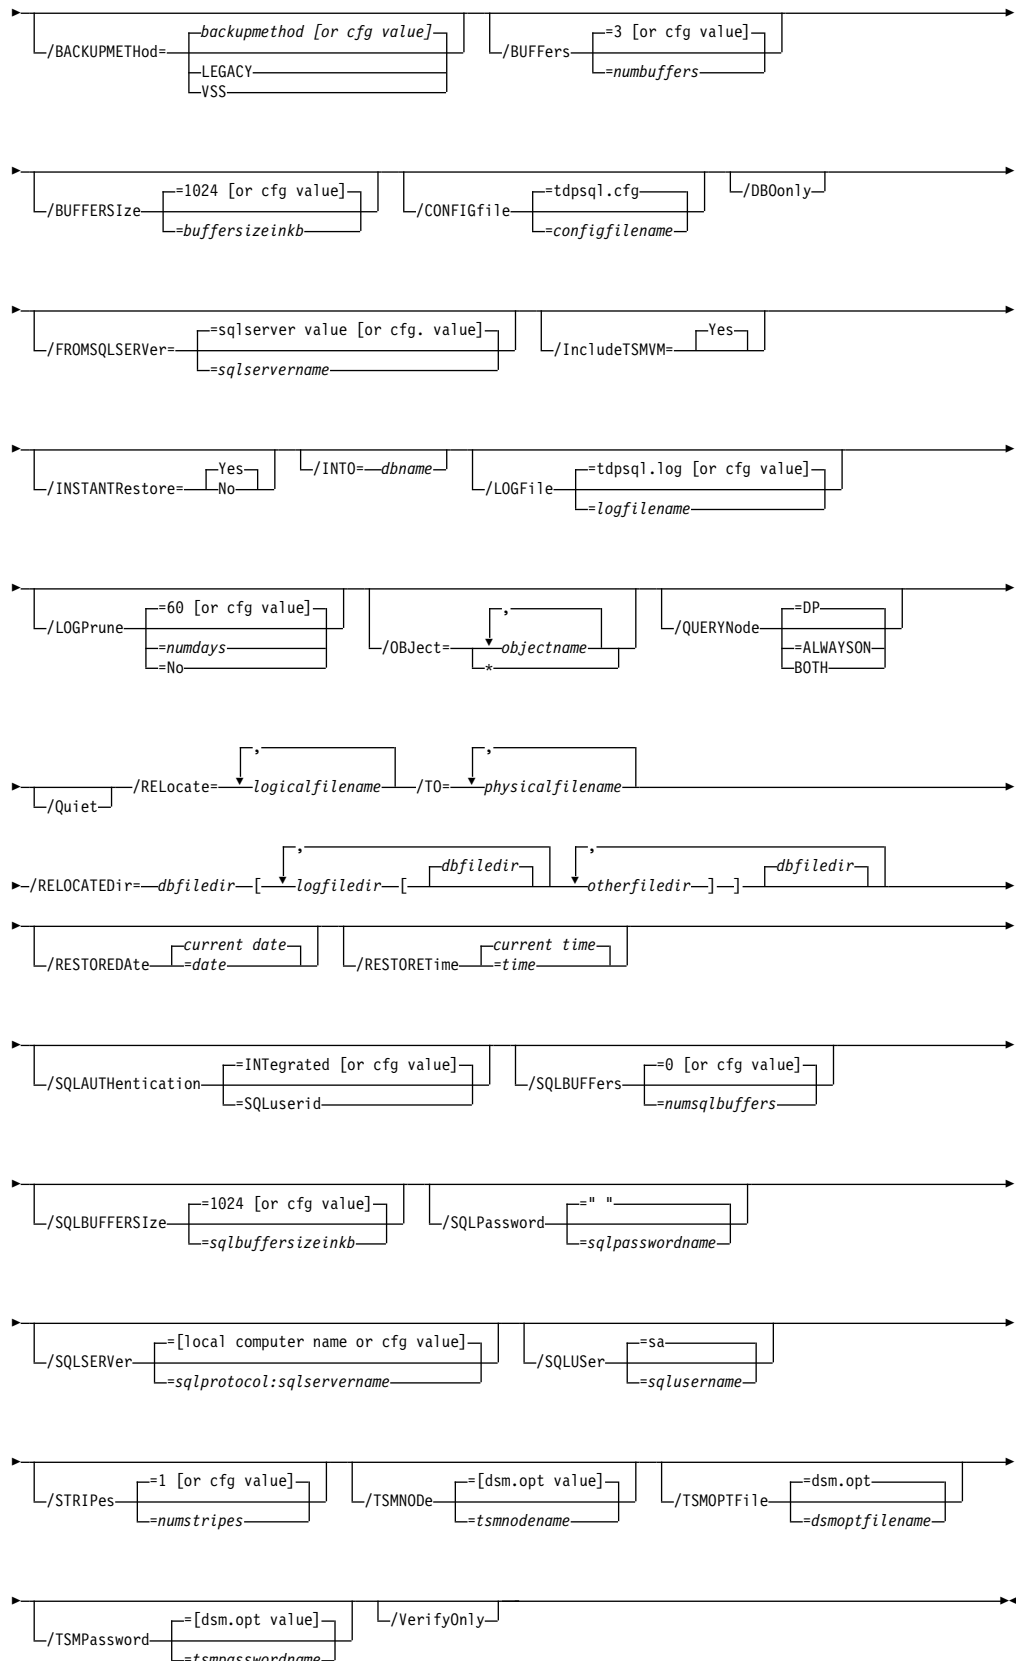 backupmethod [or cfg value] =3 [or cfg value]
/BACKUPMETHod= /BUFFers
LEGACY =numbuffers
VSS
=1024 [or cfg value] =tdpsql.cfg /DBOonly
/BUFFERSIze /CONFIGfile
=buffersizeinkb =configfilename
=sqlserver value [or cfg. value] Yes
/FROMSQLSERVer= /IncludeTSMVM=
=sqlservername
Yes /INTO= dbname =tdpsql.log [or cfg value]
/INSTANTRestore= No /LOGFile
=logfilename
=60 [or cfg value] , =DP
/LOGPrune /OBJect= objectname /QUERYNode
=numdays * =ALWAYSON
=No BOTH
, ,
/Quiet /RELocate= logicalfilename /TO= physicalfilename
, dbfiledir , dbfiledir
/RELOCATEDir= dbfiledir [ logfiledir [ otherfiledir ] ]
current date current time
/RESTOREDAte =date /RESTORETime =time
=INTegrated [or cfg value] =0 [or cfg value]
/SQLAUTHentication /SQLBUFFers
=SQLuserid =numsqlbuffers
=1024 [or cfg value] =" "
/SQLBUFFERSIze /SQLPassword
=sqlbuffersizeinkb =sqlpasswordname
=[local computer name or cfg value] =sa
/SQLSERVer /SQLUSer
=sqlprotocol:sqlservername =sqlusername
=1 [or cfg value] =[dsm.opt value] =dsm.opt
/STRIPes /TSMNODe /TSMOPTFile
=numstripes =tsmnodename =dsmoptfilename
=[dsm.opt value] /VerifyOnly
/TSMPassword
=tsmpasswordname